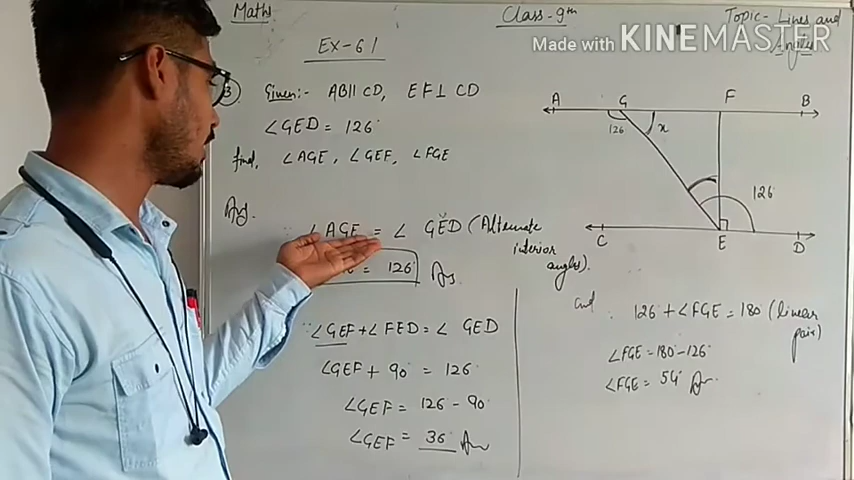 Maths
Class-9th
Topic- Lines and
Angles
Made with KINEMASTER
Ex-61
3 Given:- AB||CD, EF⊥CD
∠GED = 126°
find, ∠AGE, ∠GEF, ∠FGE
Ans.
∵ ∠AGE = ∠ GED (Alternate
interior
angles).
= 126° Ans
∵ ∠GEF + ∠FED = ∠ GED
∠GEF + 90° = 126°
∠GEF = 126 - 90
∠GEF = 36° Ans
and
126 + ∠FGE = 180° (linear
pair)
∠FGE = 180 - 126°
∠FGE = 54° Ans
A G F B
126 x
126
C E D